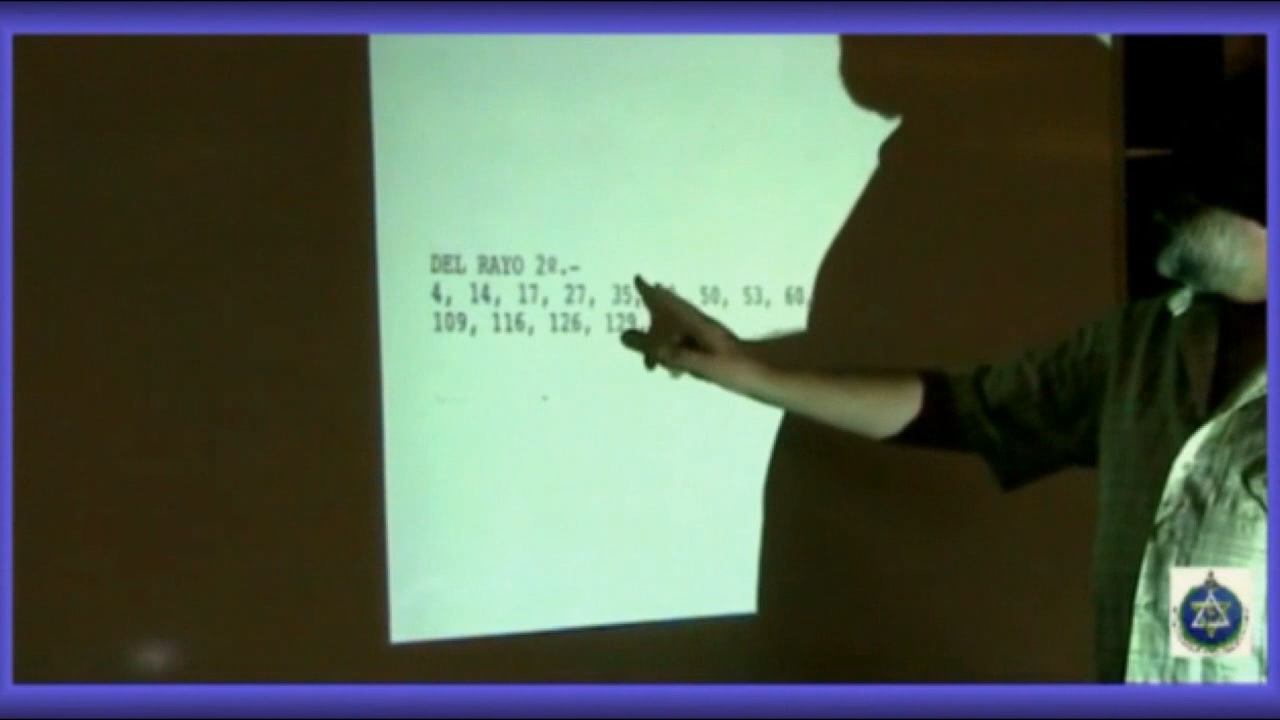 DEL RAYO 2º.-
4, 14, 17, 27, 35, 50, 53, 60,
109, 116, 126, 129